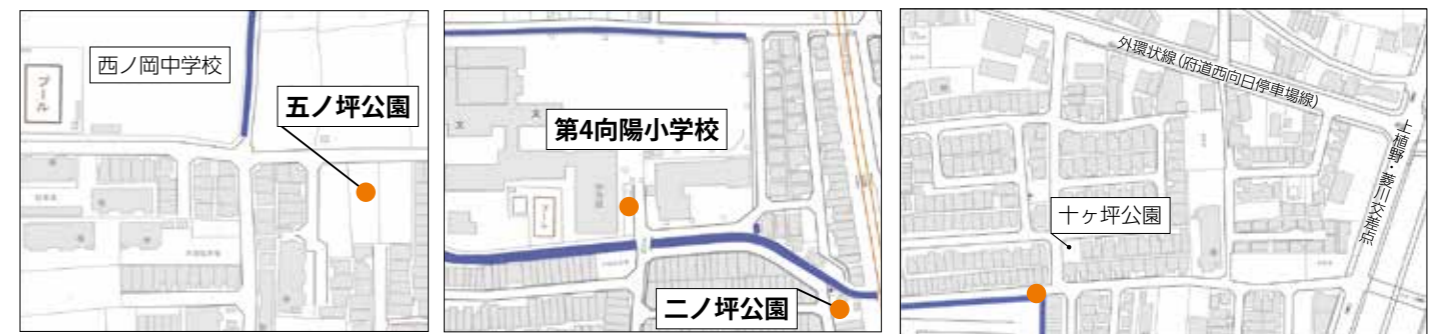 西ノ岡中学校
プール
五ノ坪公園
第4向陽小学校
文
文
プール
二ノ坪公園
外環状線(府道西向日停車場線)
上植野・菱川交差点
十ヶ坪公園